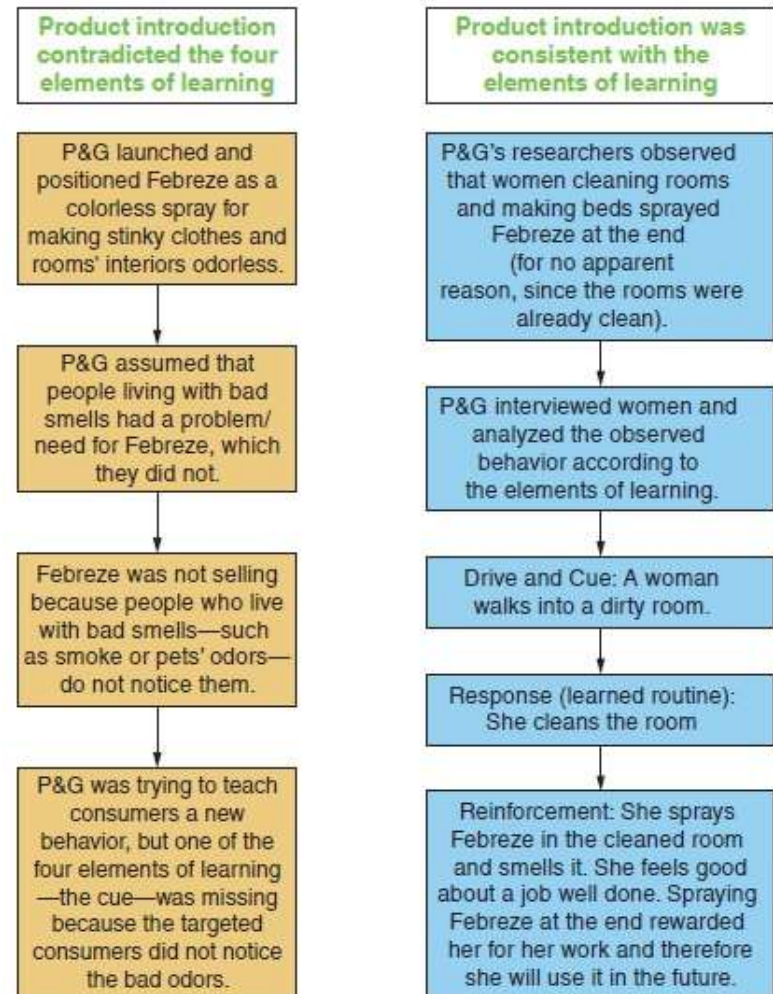 Product introduction
contradicted the four
elements of learning
P&G launched and
positioned Febreze as a
colorless spray for
making stinky clothes and
rooms' interiors odorless.
P&G assumed that
people living with bad
smells had a problem/
need for Febreze, which
they did not.
Febreze was not selling
because people who live
with bad smells—such
as smoke or pets' odors—
do not notice them.
P&G was trying to teach
consumers a new
behavior, but one of the
four elements of learning
—the cue—was missing
because the targeted
consumers did not notice
the bad odors.
Product introduction was
consistent with the
elements of learning
P&G's researchers observed
that women cleaning rooms
and making beds sprayed
Febreze at the end
(for no apparent
reason, since the rooms were
already clean).
P&G interviewed women and
analyzed the observed
behavior according to
the elements of learning.
Drive and Cue: A woman
walks into a dirty room.
Response (learned routine):
She cleans the room
Reinforcement: She sprays
Febreze in the cleaned room
and smells it. She feels good
about a job well done. Spraying
Febreze at the end rewarded
her for her work and therefore
she will use it in the future.